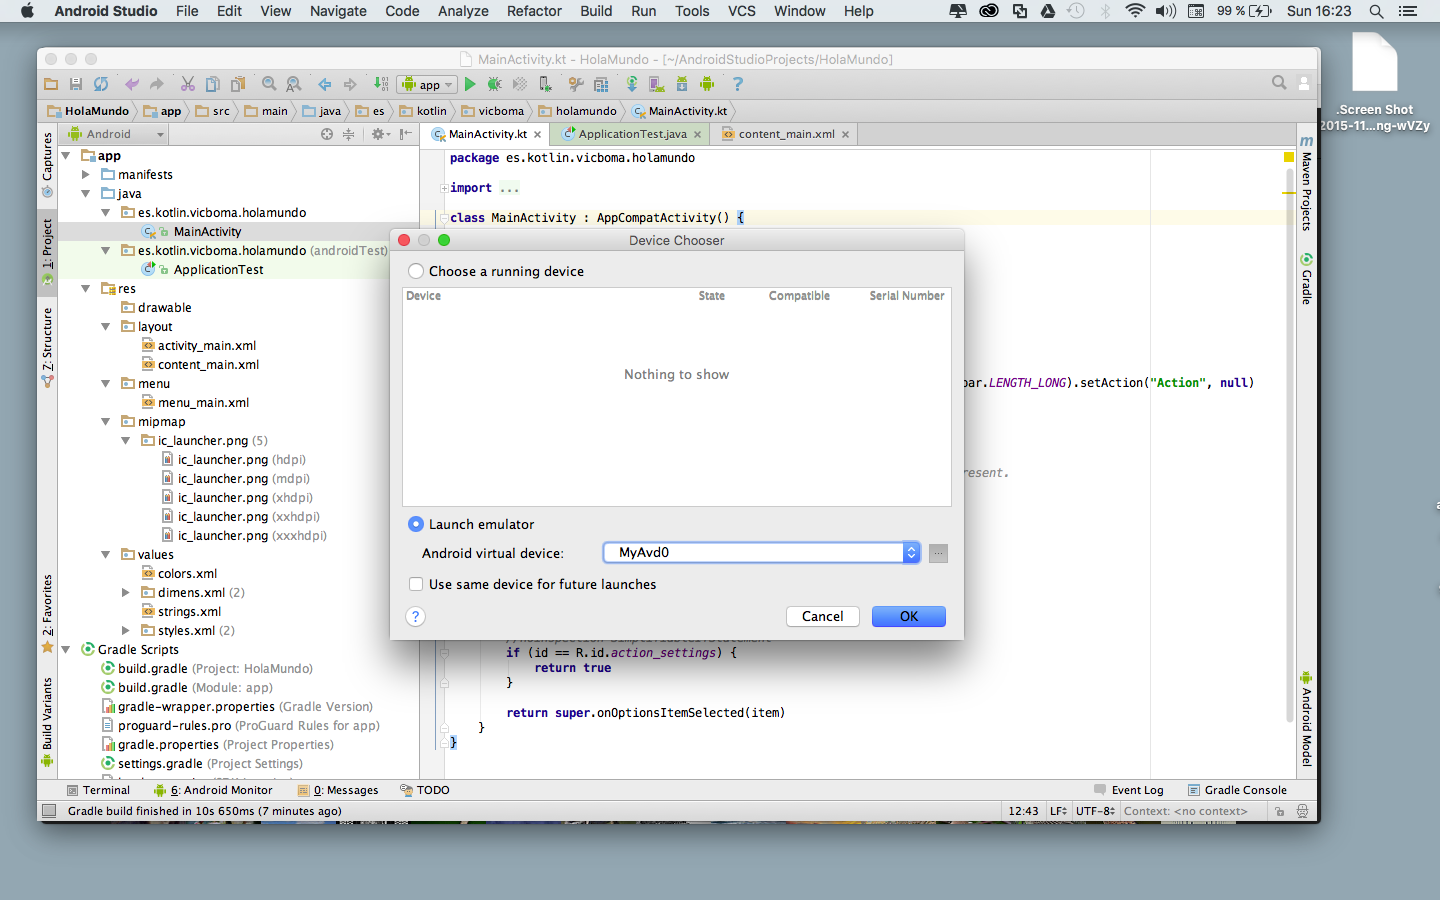 Android Studio File Edit View Navigate Code Analyze Refactor Build Run Tools VCS Window Help 99 % Sun 16:23
MainActivity.kt - HolaMundo - [~/AndroidStudioProjects/HolaMundo]
app
HolaMundo app src main java es kotlin vicboma holamundo MainActivity.kt
.Screen Shot
2015-11...ng-wVZy
Captures
1: Project
7: Structure
2: Favorites
Build Variants
Android
app
manifests
java
es.kotlin.vicboma.holamundo
MainActivity
es.kotlin.vicboma.holamundo (androidTest)
ApplicationTest
res
drawable
layout
activity_main.xml
content_main.xml
menu
menu_main.xml
mipmap
ic_launcher.png (5)
ic_launcher.png (hdpi)
ic_launcher.png (mdpi)
ic_launcher.png (xhdpi)
ic_launcher.png (xxhdpi)
ic_launcher.png (xxxhdpi)
values
colors.xml
dimens.xml (2)
strings.xml
styles.xml (2)
Gradle Scripts
build.gradle (Project: HolaMundo)
build.gradle (Module: app)
gradle-wrapper.properties (Gradle Version)
proguard-rules.pro (ProGuard Rules for app)
gradle.properties (Project Properties)
settings.gradle (Project Settings)
MainActivity.kt ApplicationTest.java content_main.xml
package es.kotlin.vicboma.holamundo
import ...
class MainActivity : AppCompatActivity() {
bar.LENGTH_LONG).setAction("Action", null)
resent.
if (id == R.id.action_settings) {
return true
}
return super.onOptionsItemSelected(item)
}
}
Device Chooser
Choose a running device
Device State Compatible Serial Number
Nothing to show
Launch emulator
Android virtual device: MyAvd0
Use same device for future launches
? Cancel OK
Maven Projects
Gradle
Android Model
Terminal 6: Android Monitor 0: Messages TODO Event Log Gradle Console
Gradle build finished in 10s 650ms (7 minutes ago) 12:43 LF UTF-8 Context: <no context>